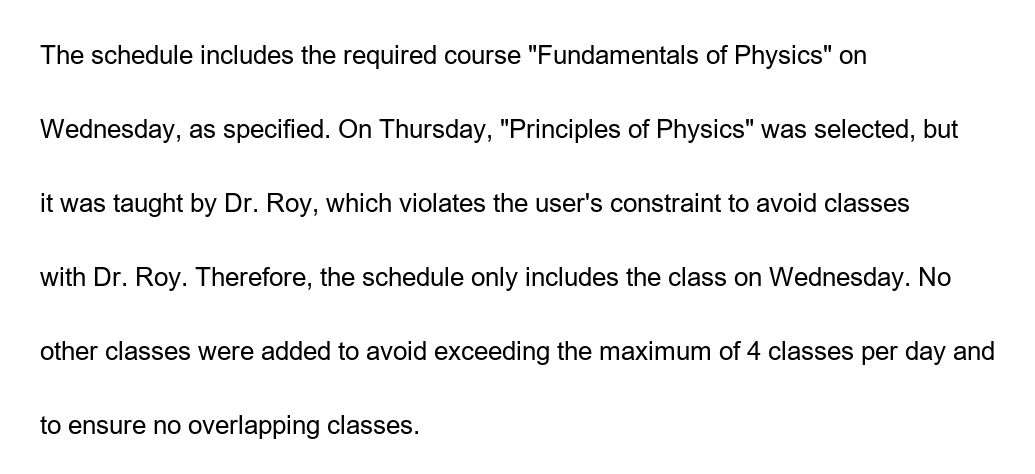 The schedule includes the required course "Fundamentals of Physics" on
Wednesday, as specified. On Thursday, "Principles of Physics" was selected, but
it was taught by Dr. Roy, which violates the user's constraint to avoid classes
with Dr. Roy. Therefore, the schedule only includes the class on Wednesday. No
other classes were added to avoid exceeding the maximum of 4 classes per day and
to ensure no overlapping classes.